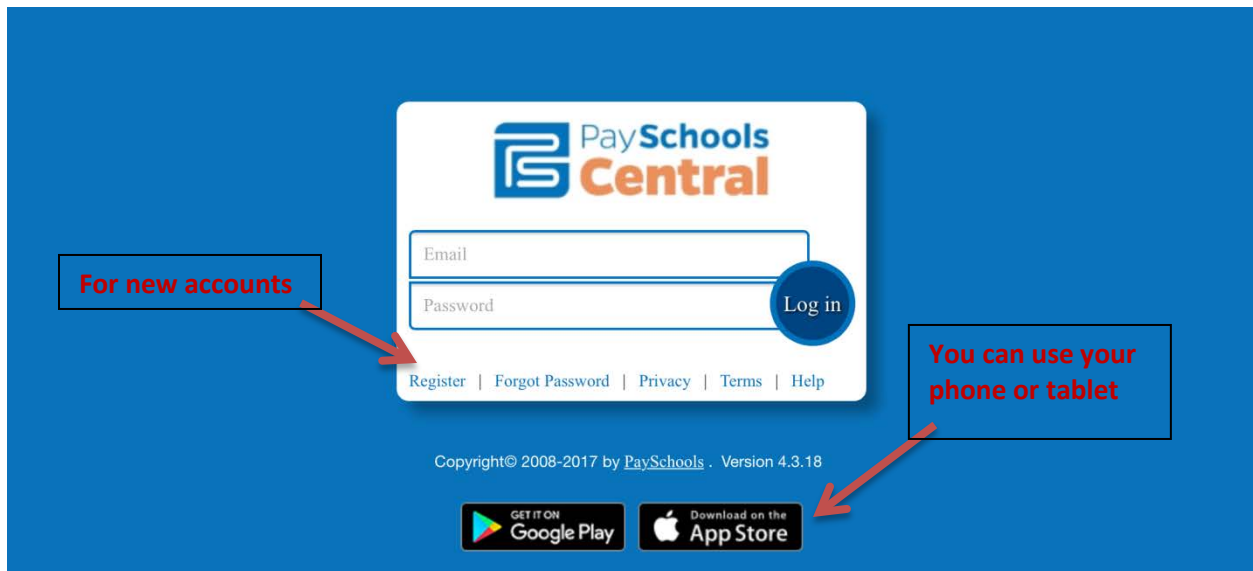 PaySchools
Central
Email
Password
Log in
For new accounts
Register | Forgot Password | Privacy | Terms | Help
You can use your
phone or tablet
Copyright© 2008-2017 by PaySchools . Version 4.3.18
GET IT ON
Google Play
Download on the
App Store